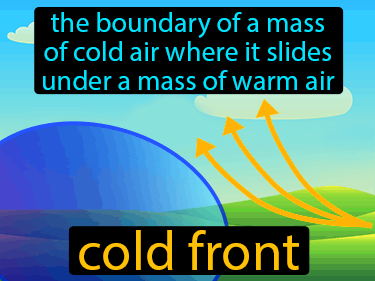 the boundary of a mass
of cold air where it slides
under a mass of warm air
cold front